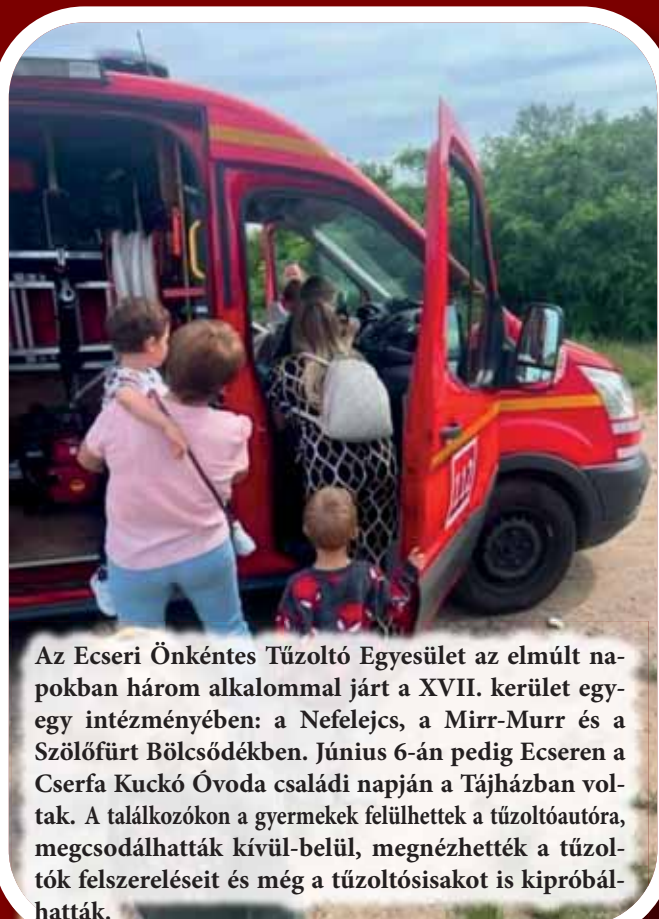 112
Az Ecseri Önkéntes Tűzoltó Egyesület az elmúlt na-
pokban három alkalommal járt a XVII. kerület egy-
egy intézményében: a Nefelejcs, a Mirr-Murr és a
Szölőfürt Bölcsődékben. Június 6-án pedig Ecseren a
Cserfa Kuckó Óvoda családi napján a Tájházban vol-
tak. A találkozókon a gyermekek felülhettek a tűzoltóautóra,
megcsodálhatták kívül-belül, megnézhették a tűzol-
tók felszereléseit és még a tűzoltósisakot is kipróbál-
hatták.